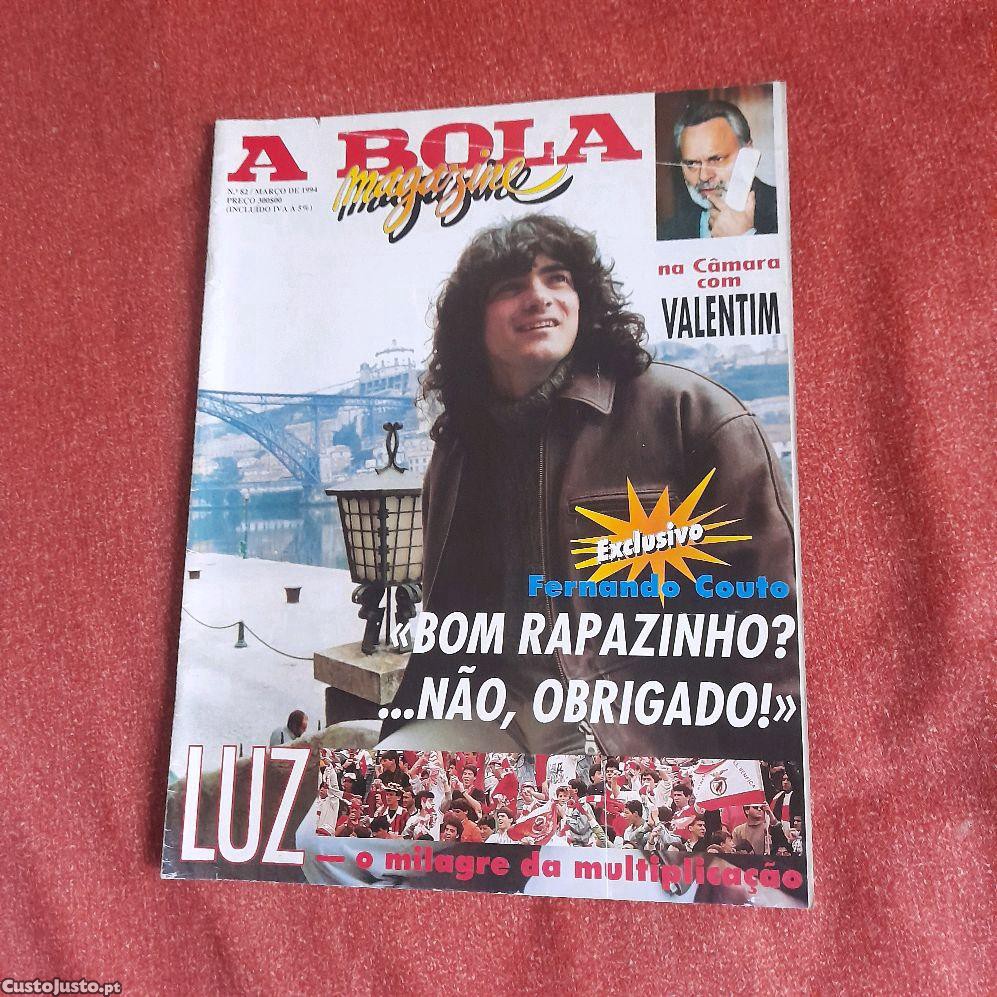 A BOLA
magazine
N.º 82 / MARÇO DE 1994
PREÇO 300$00
(INCLUÍDO IVA A 5%)
na Câmara
com
VALENTIM
Exclusivo
Fernando Couto
«BOM RAPAZINHO?
...NÃO, OBRIGADO!»
LUZ
— o milagre da multiplicação
CustoJusto.pt